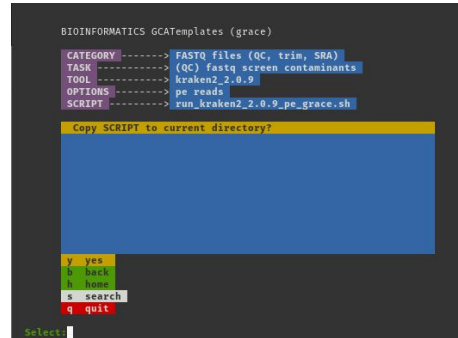 BIOINFORMATICS GCATemplates (grace)
CATEGORY -------> FASTQ files (QC, trim, SRA)
TASK -----------> (QC) fastq screen contaminants
TOOL -----------> kraken2_2.0.9
OPTIONS --------> pe reads
SCRIPT ---------> run_kraken2_2.0.9_pe_grace.sh
Copy SCRIPT to current directory?
y yes
b back
h home
s search
q quit
Select: